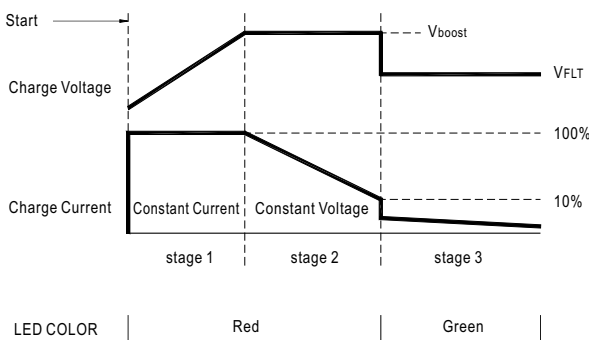 Start
Vboost
Charge Voltage
VFLT
100%
Charge Current
Constant Current
Constant Voltage
10%
stage 1
stage 2
stage 3
LED COLOR
Red
Green